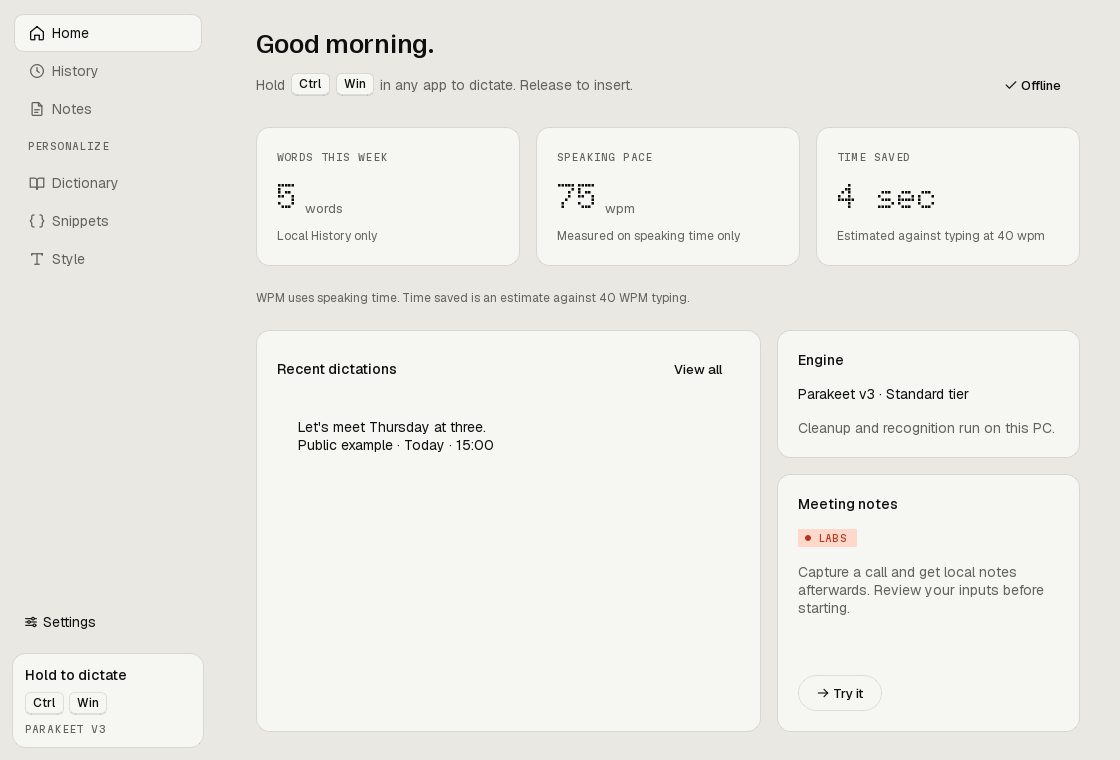 Home
History
Notes
PERSONALIZE
Dictionary
Snippets
Style
Settings
Hold to dictate
Ctrl Win
PARAKEET V3
Good morning.
Hold Ctrl Win in any app to dictate. Release to insert.
Offline
WORDS THIS WEEK
5 words
Local History only
SPEAKING PACE
75 wpm
Measured on speaking time only
TIME SAVED
4 sec
Estimated against typing at 40 wpm
WPM uses speaking time. Time saved is an estimate against 40 WPM typing.
Recent dictations
View all
Let's meet Thursday at three.
Public example · Today · 15:00
Engine
Parakeet v3 · Standard tier
Cleanup and recognition run on this PC.
Meeting notes
LABS
Capture a call and get local notes
afterwards. Review your inputs before
starting.
Try it